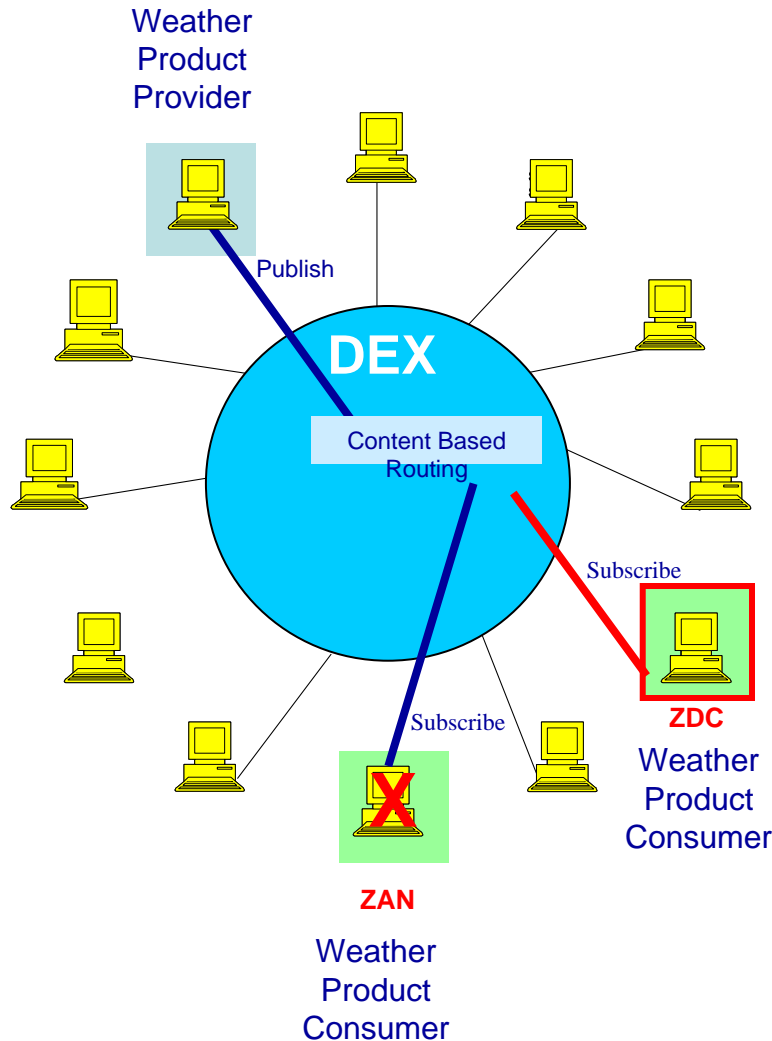 Weather
Product
Provider
Publish
DEX
Content Based
Routing
Subscribe
ZDC
Weather
Product
Consumer
Subscribe
X
ZAN
Weather
Product
Consumer